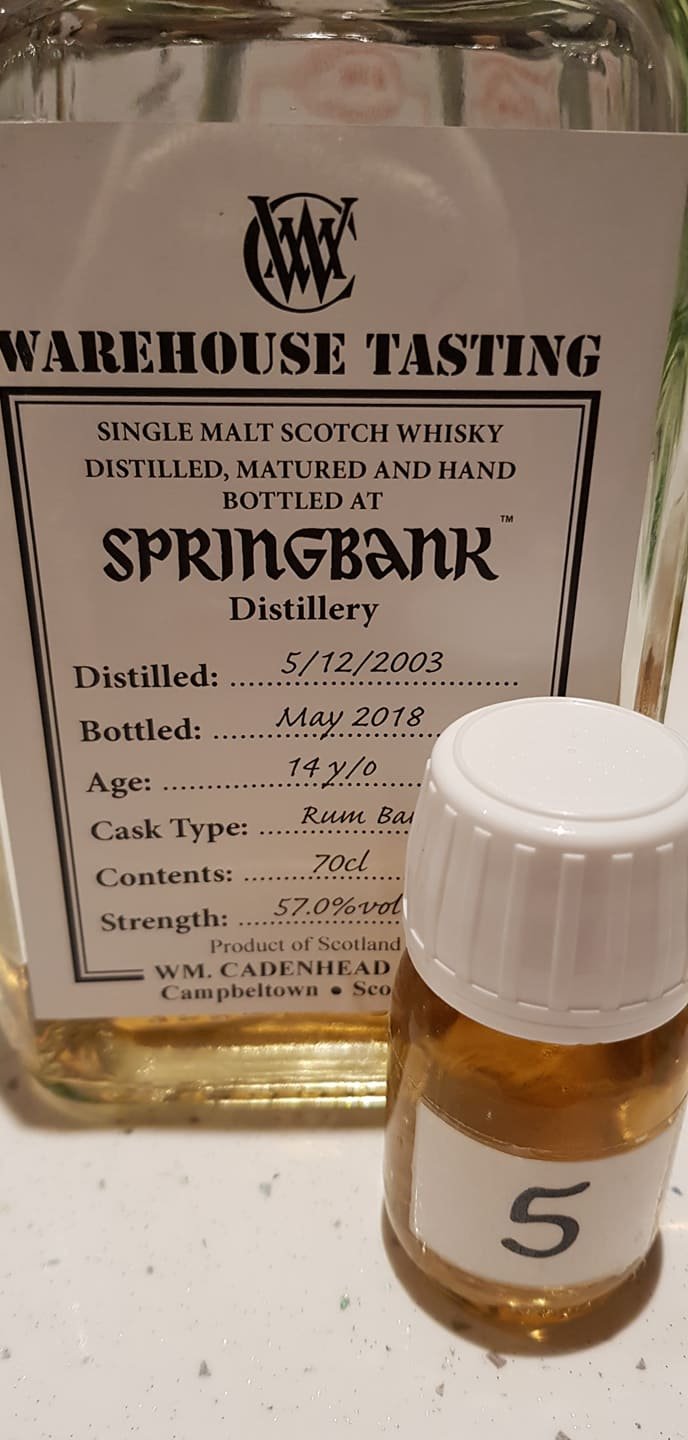 WAREHOUSE TASTING
SINGLE MALT SCOTCH WHISKY
DISTILLED, MATURED AND HAND
BOTTLED AT
SPRINGBANK™
Distillery
Distilled: 5/12/2003
Bottled: May 2018
Age: 14 y/o
Cask Type: Rum
Contents: 70cl
Strength: 57.0%vol
Product of Scotland
WM. CADENHEAD
Campbeltown •
5